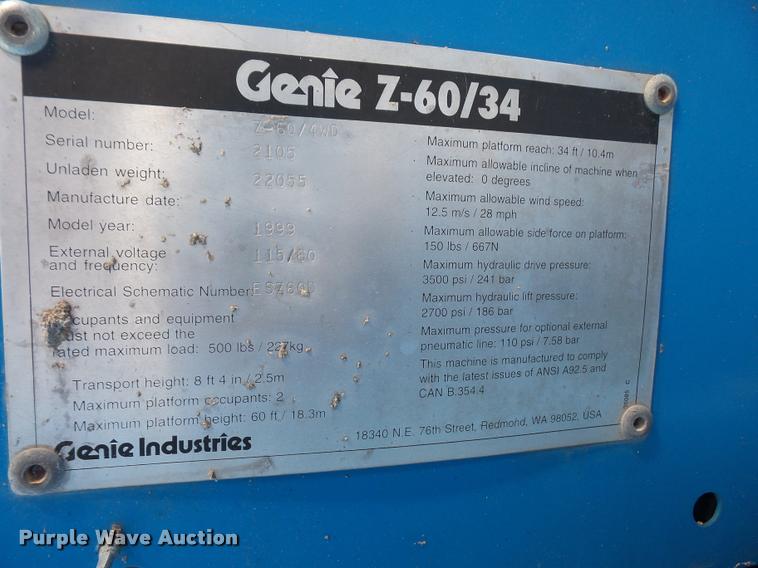 Genie Z-60/34
Model: Z-60/4WD
Serial number: 2105
Unladen weight: 22055
Manufacture date:
Model year: 1999
External voltage
and frequency: 115/60
Electrical Schematic Number: ESZ60D
Occupants and equipment
must not exceed the
rated maximum load: 500 lbs / 227kg
Transport height: 8 ft 4 in / 2.5m
Maximum platform occupants: 2
Maximum platform height: 60 ft / 18.3m
Genie Industries
Maximum platform reach: 34 ft / 10.4m
Maximum allowable incline of machine when
elevated: 0 degrees
Maximum allowable wind speed:
12.5 m/s / 28 mph
Maximum allowable side force on platform:
150 lbs / 667N
Maximum hydraulic drive pressure:
3500 psi / 241 bar
Maximum hydraulic lift pressure:
2700 psi / 186 bar
Maximum pressure for optional external
pneumatic line: 110 psi / 7.58 bar
This machine is manufactured to comply
with the latest issues of ANSI A92.5 and
CAN B.354.4
18340 N.E. 76th Street, Redmond, WA 98052, USA
Purple Wave Auction